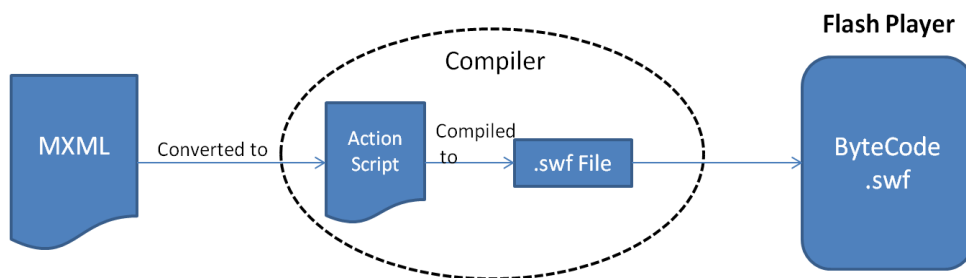 Flash Player
Compiler
MXML
Converted to
Action
Script
Compiled
to
.swf File
ByteCode
.swf